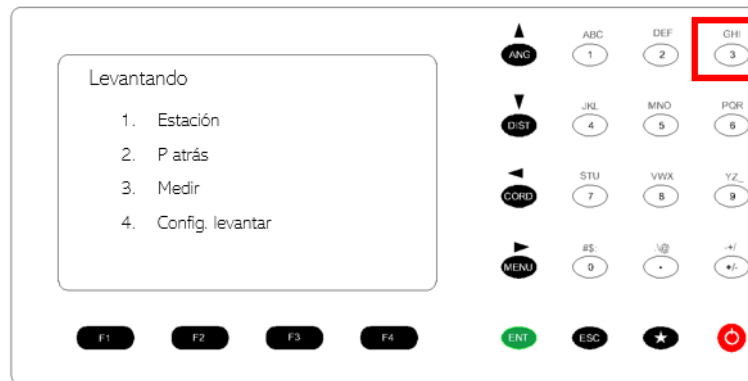 Levantando
1. Estación
2. P atrás
3. Medir
4. Config. levantar
F1 F2 F3 F4
ABC DEF GHI
ANG 1 2 3
JKL MNO PQR
DIST 4 5 6
STU VWX YZ_
CORD 7 8 9
#$: .\@ -+/
MENU 0 • +/-
ENT ESC